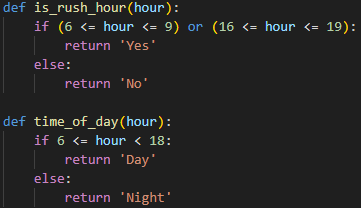 def is_rush_hour(hour):
    if (6 <= hour <= 9) or (16 <= hour <= 19):
        return 'Yes'
    else:
        return 'No'

def time_of_day(hour):
    if 6 <= hour < 18:
        return 'Day'
    else:
        return 'Night'